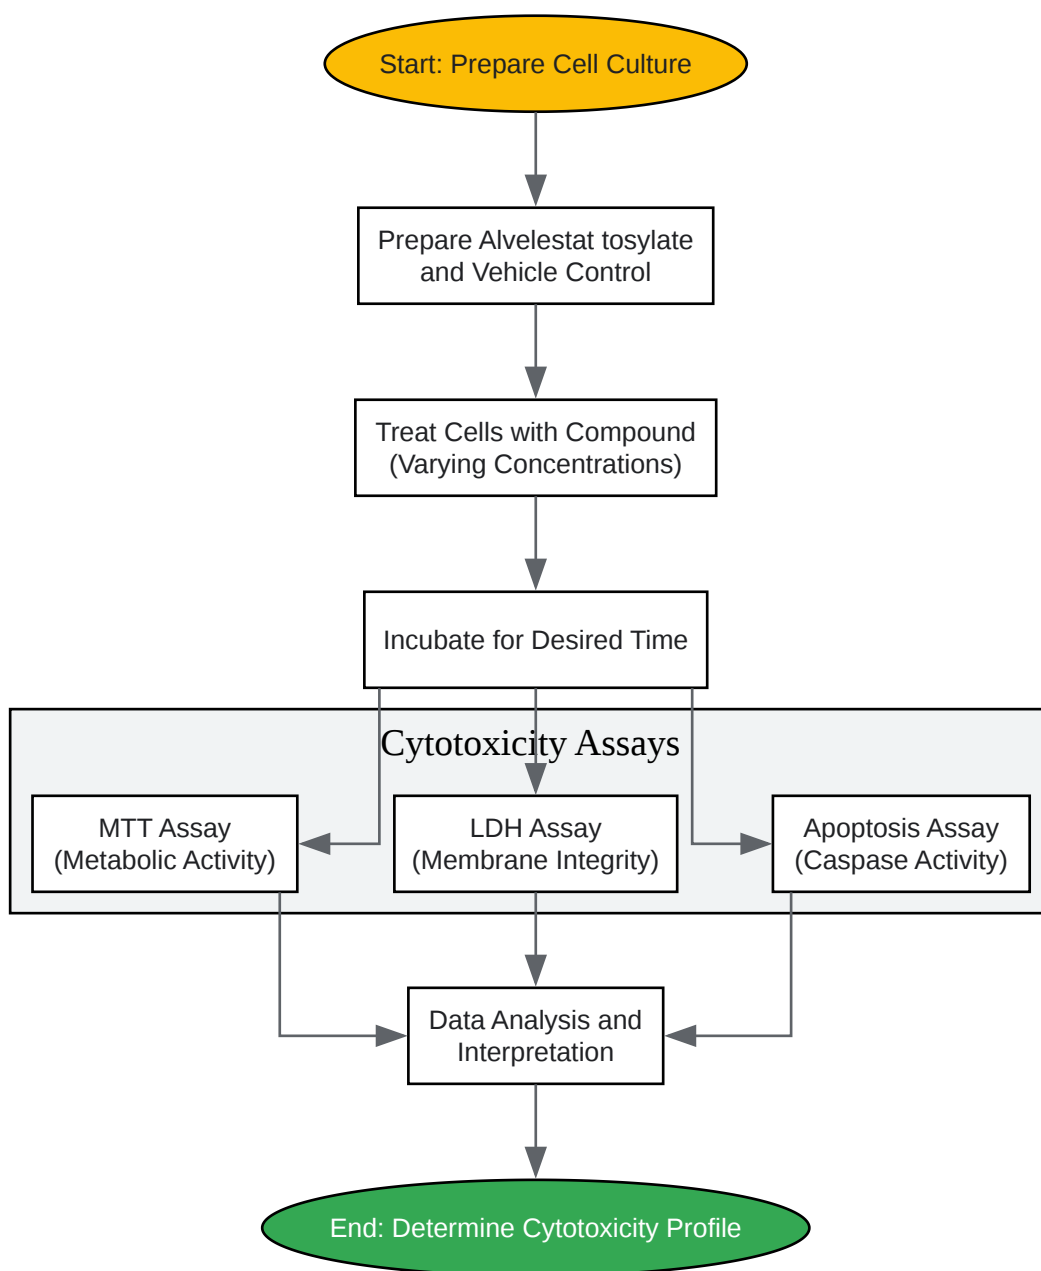 Start: Prepare Cell Culture
Prepare Alvelestat tosylate
and Vehicle Control
Treat Cells with Compound
(Varying Concentrations)
Incubate for Desired Time
Cytotoxicity Assays
MTT Assay
(Metabolic Activity)
LDH Assay
(Membrane Integrity)
Apoptosis Assay
(Caspase Activity)
Data Analysis and
Interpretation
End: Determine Cytotoxicity Profile